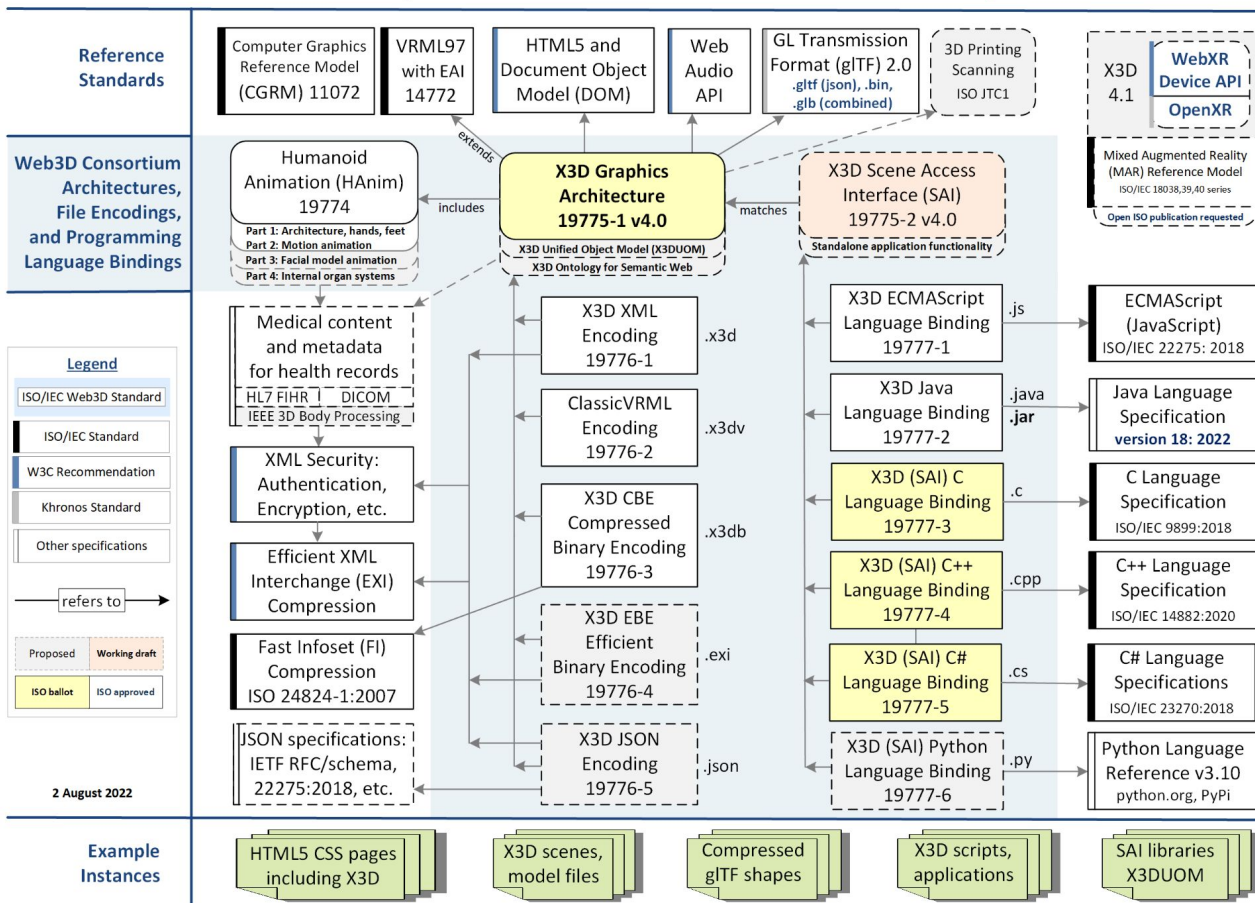 Reference
Standards
Computer Graphics
Reference Model
(CGRM) 11072
VRML97
with EAI
14772
HTML5 and
Document Object
Model (DOM)
Web
Audio
API
GL Transmission
Format (glTF) 2.0
.gltf (json), .bin,
.glb (combined)
3D Printing
Scanning
ISO JTC1
X3D
4.1
WebXR
Device API
OpenXR
Mixed Augmented Reality
(MAR) Reference Model
ISO/IEC 18038,39,40 series
Open ISO publication requested
extends
Web3D Consortium
Architectures,
File Encodings,
and Programming
Language Bindings
Humanoid
Animation (HAnim)
19774
Part 1: Architecture, hands, feet
Part 2: Motion animation
Part 3: Facial model animation
Part 4: Internal organ systems
includes
X3D Graphics
Architecture
19775-1 v4.0
X3D Unified Object Model (X3DUOM)
X3D Ontology for Semantic Web
matches
X3D Scene Access
Interface (SAI)
19775-2 v4.0
Standalone application functionality
Medical content
and metadata
for health records
HL7 FIHR
DICOM
IEEE 3D Body Processing
XML Security:
Authentication,
Encryption, etc.
Efficient XML
Interchange (EXI)
Compression
Fast Infoset (FI)
Compression
ISO 24824-1:2007
JSON specifications:
IETF RFC/schema,
22275:2018, etc.
X3D XML
Encoding
19776-1
.x3d
ClassicVRML
Encoding
19776-2
.x3dv
X3D CBE
Compressed
Binary Encoding
19776-3
.x3db
X3D EBE
Efficient
Binary Encoding
19776-4
.exi
X3D JSON
Encoding
19776-5
.json
X3D ECMAScript
Language Binding
19777-1
.js
X3D Java
Language Binding
19777-2
.java
.jar
X3D (SAI) C
Language Binding
19777-3
.c
X3D (SAI) C++
Language Binding
19777-4
.cpp
X3D (SAI) C#
Language Binding
19777-5
.cs
X3D (SAI) Python
Language Binding
19777-6
.py
ECMAScript
(JavaScript)
ISO/IEC 22275: 2018
Java Language
Specification
version 18: 2022
C Language
Specification
ISO/IEC 9899:2018
C++ Language
Specification
ISO/IEC 14882:2020
C# Language
Specifications
ISO/IEC 23270:2018
Python Language
Reference v3.10
python.org, PyPi
Legend
ISO/IEC Web3D Standard
ISO/IEC Standard
W3C Recommendation
Khronos Standard
Other specifications
refers to
Proposed
Working draft
ISO ballot
ISO approved
2 August 2022
Example
Instances
HTML5 CSS pages
including X3D
X3D scenes,
model files
Compressed
glTF shapes
X3D scripts,
applications
SAI libraries
X3DUOM